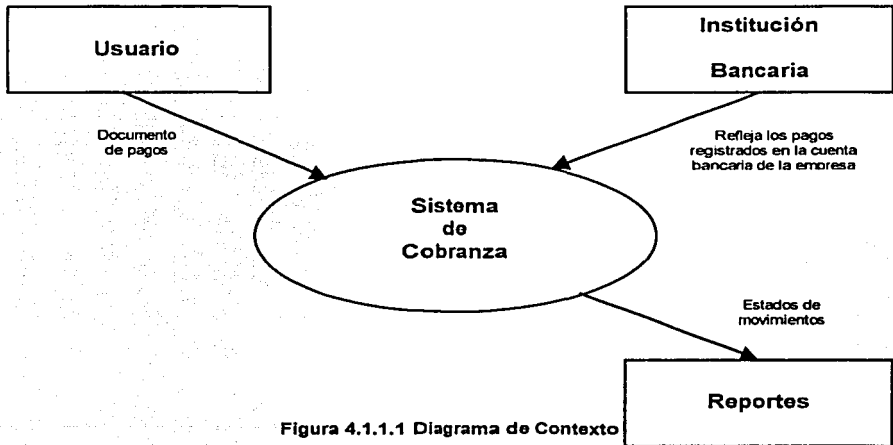 Usuario
Institución
Bancaria
Documento
de pagos
Refleja los pagos
registrados en la cuenta
bancaria de la empresa
Sistema
de
Cobranza
Estados de
movimientos
Reportes
Figura 4.1.1.1 Diagrama de Contexto